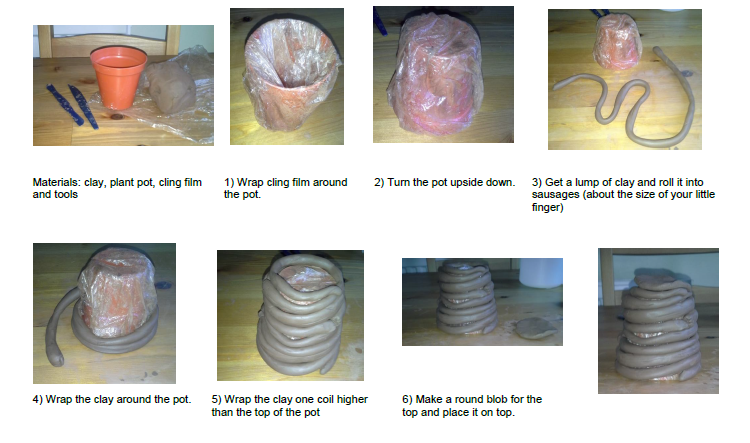 Materials: clay, plant pot, cling film
and tools
1) Wrap cling film around
the pot.
2) Turn the pot upside down.
3) Get a lump of clay and roll it into
sausages (about the size of your little
finger)
4) Wrap the clay around the pot.
5) Wrap the clay one coil higher
than the top of the pot
6) Make a round blob for the
top and place it on top.